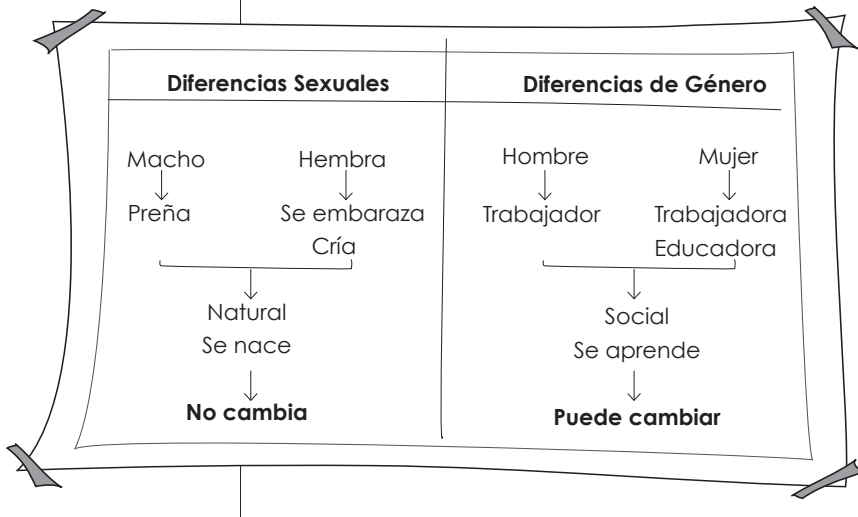 Diferencias Sexuales
Macho
Hembra
Preña
Se embaraza
Cría
Natural
Se nace
No cambia
Diferencias de Género
Hombre
Mujer
Trabajador
Trabajadora
Educadora
Social
Se aprende
Puede cambiar